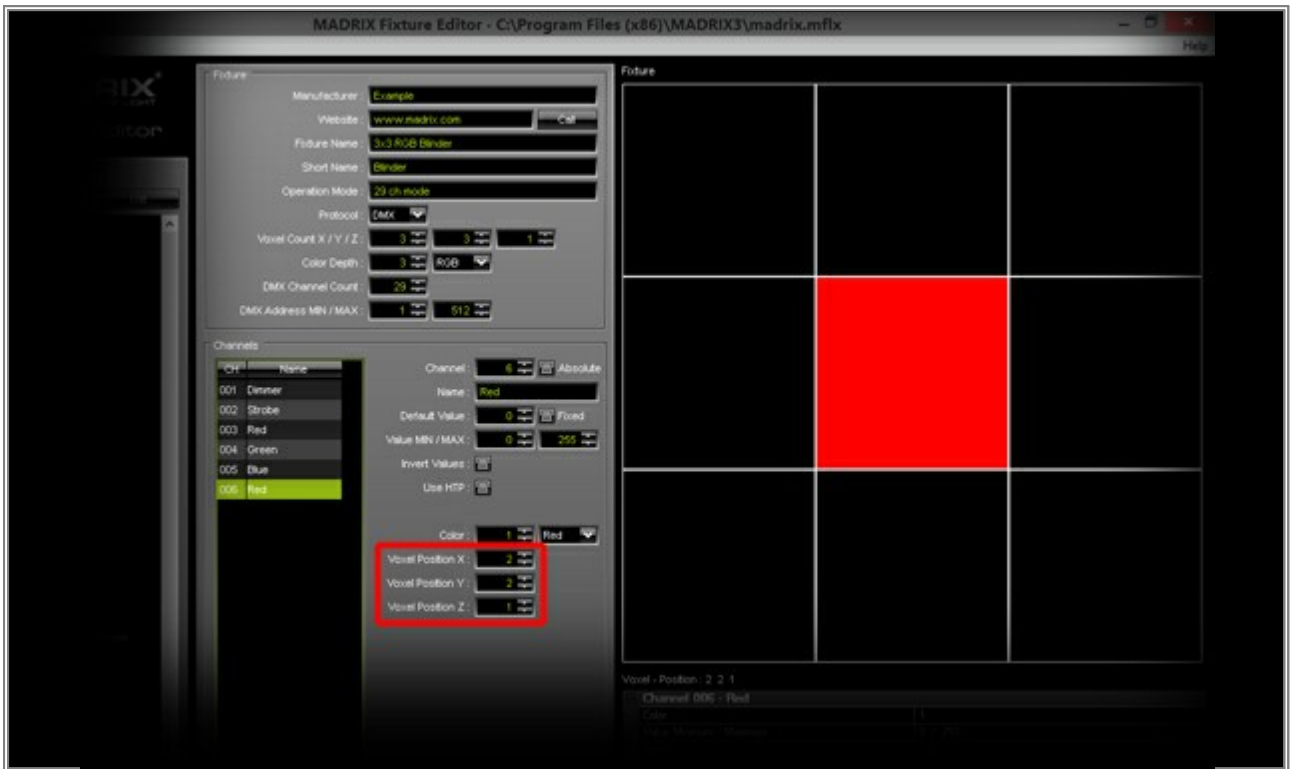 MADRIX Fixture Editor - C:\Program Files (x86)\MADRIX3\madrix.mflx
Help
RIX
LIGHT
ditor
Fixture
Manufacturer : Example
Website : www.madrix.com Call
Fixture Name : 3x3 RGB Blinder
Short Name : Blinder
Operation Mode : 29 ch mode
Protocol : DMX
Voxel Count X / Y / Z : 3 3 1
Color Depth : 3 RGB
DMX Channel Count : 29
DMX Address MIN / MAX : 1 512
Channels
CH Name
001 Dimmer
002 Strobe
003 Red
004 Green
005 Blue
006 Red
Channel : 6 Absolute
Name : Red
Default Value : 0 Fixed
Value MIN / MAX : 0 255
Invert Values :
Use HTP :
Color : 1 Red
Voxel Position X : 2
Voxel Position Y : 2
Voxel Position Z : 1
Fixture
Voxel - Position : 2 2 1
Channel 006 - Red
Color 1